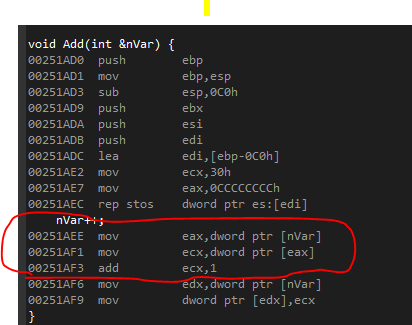 void Add(int &nVar) {
00251AD0 push ebp
00251AD1 mov ebp,esp
00251AD3 sub esp,0C0h
00251AD9 push ebx
00251ADA push esi
00251ADB push edi
00251ADC lea edi,[ebp-0C0h]
00251AE2 mov ecx,30h
00251AE7 mov eax,0CCCCCCCCh
00251AEC rep stos dword ptr es:[edi]
nVar++;
00251AEE mov eax,dword ptr [nVar]
00251AF1 mov ecx,dword ptr [eax]
00251AF3 add ecx,1
00251AF6 mov edx,dword ptr [nVar]
00251AF9 mov dword ptr [edx],ecx
}